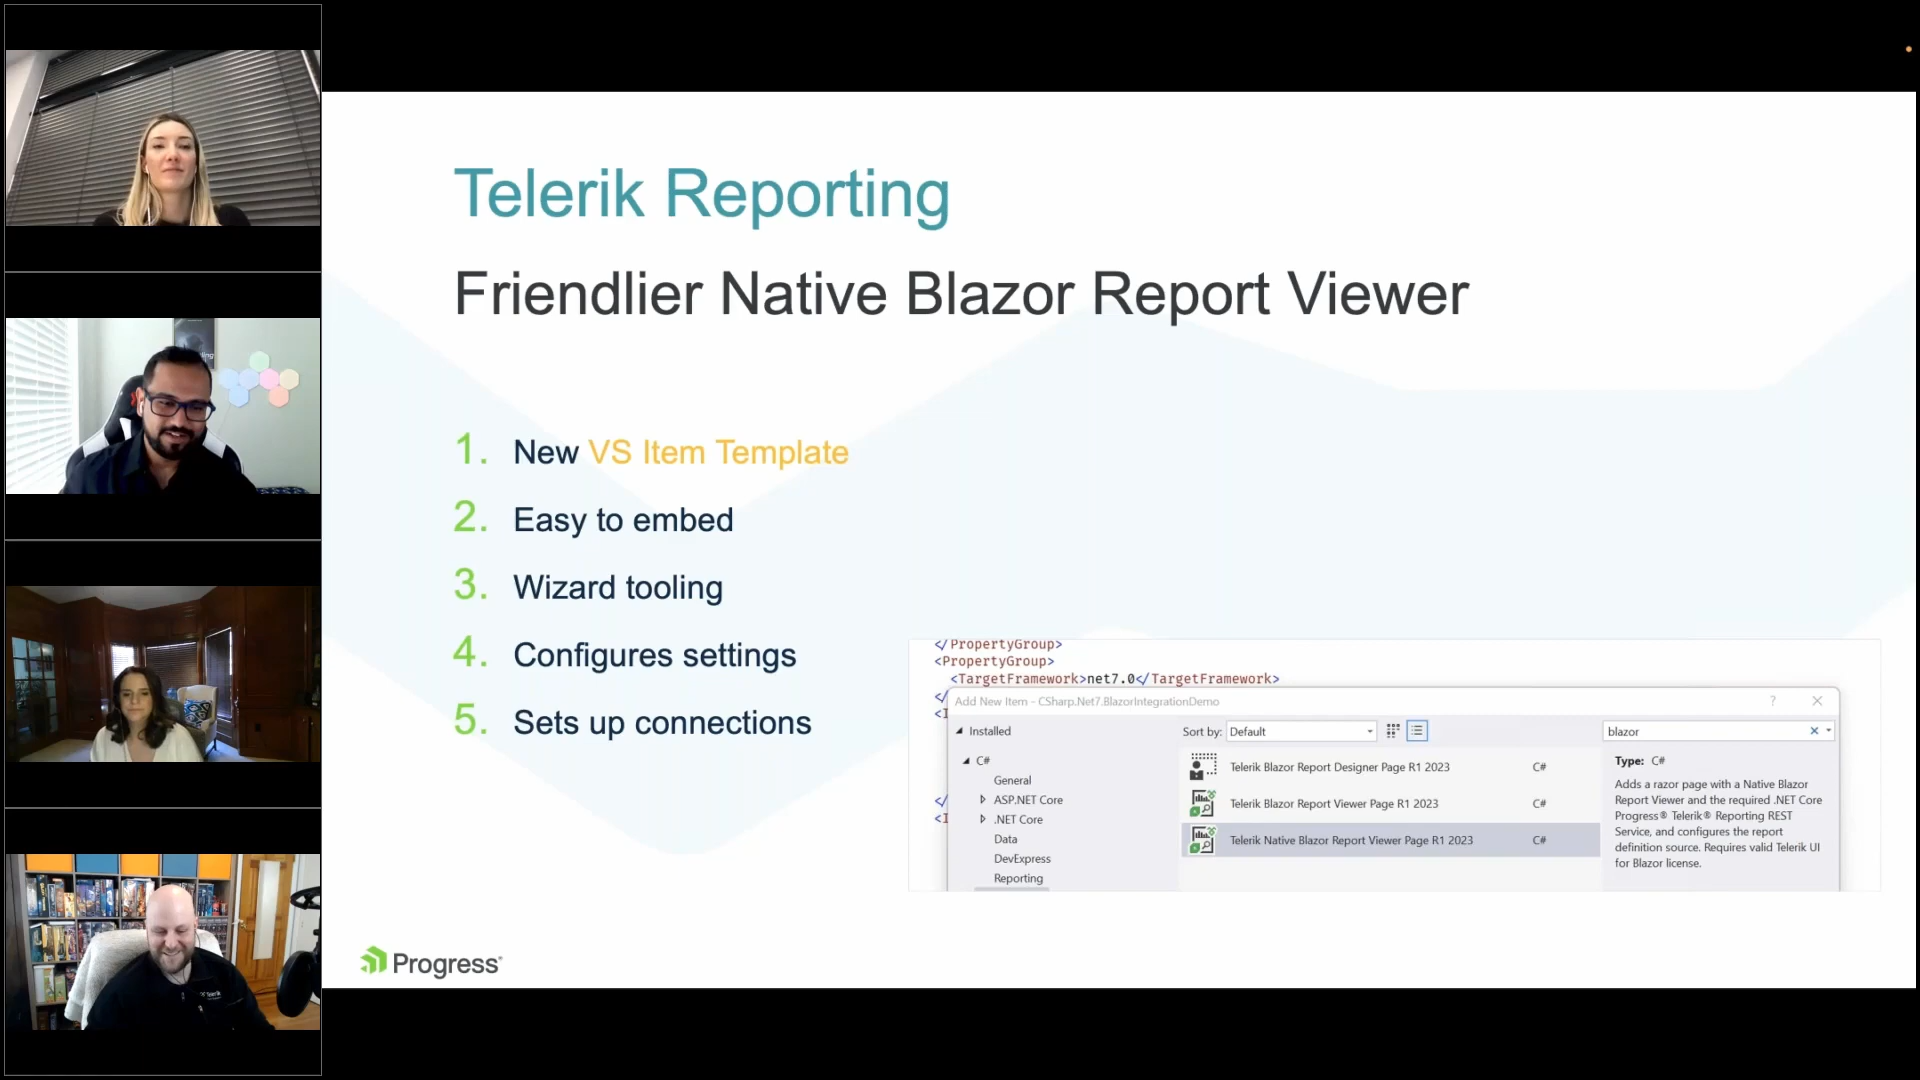 Telerik Reporting
Friendlier Native Blazor Report Viewer
1. New VS Item Template
2. Easy to embed
3. Wizard tooling
4. Configures settings
5. Sets up connections
</PropertyGroup>
<PropertyGroup>
<TargetFramework>net7.0</TargetFramework>
</
<I
</
<I
Add New Item - CSharp.Net7.BlazorIntegrationDemo
?
Installed
C#
General
ASP.NET Core
.NET Core
Data
DevExpress
Reporting
Sort by: Default
Telerik Blazor Report Designer Page R1 2023 C#
Telerik Blazor Report Viewer Page R1 2023 C#
Telerik Native Blazor Report Viewer Page R1 2023 C#
blazor
Type: C#
Adds a razor page with a Native Blazor
Report Viewer and the required .NET Core
Progress® Telerik® Reporting REST
Service, and configures the report
definition source. Requires valid Telerik UI
for Blazor license.
Progress®
Telerik